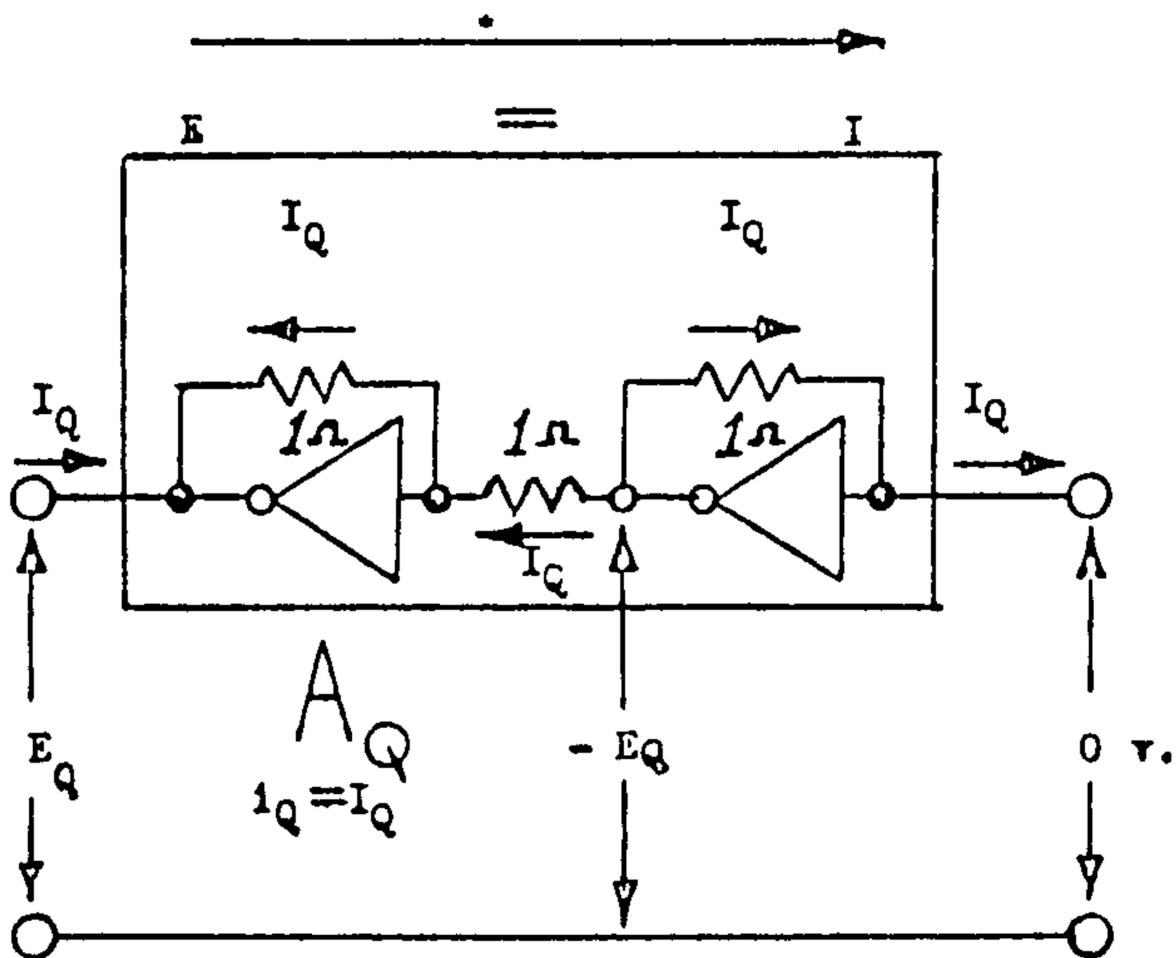 *
=
E I
I_Q I_Q
I_Q I_Q
1Ω 1Ω 1Ω
I_Q
A_Q
E_Q - E_Q 0 v.
i_Q = I_Q